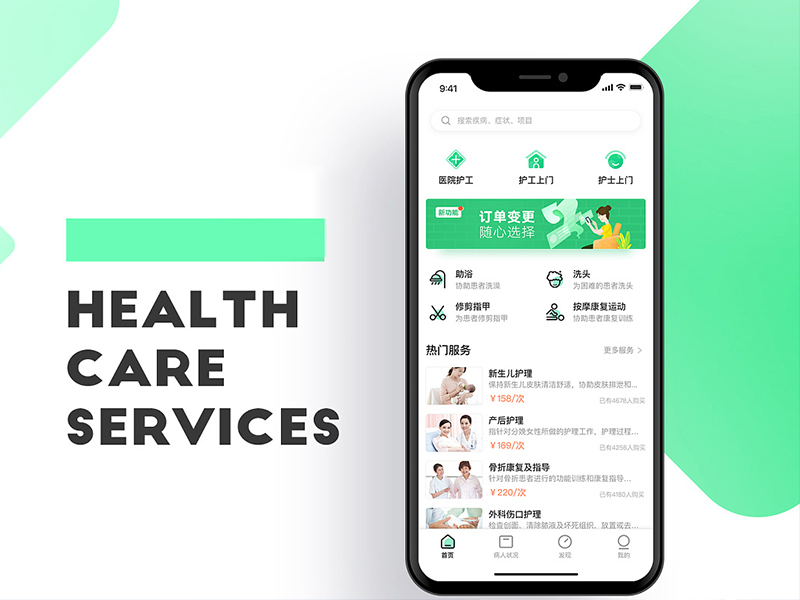 HEALTH
CARE
SERVICES
9:41
搜索疾病、症状、项目
医院护工
护工上门
护士上门
新功能
订单变更
随心选择
助浴
协助患者洗澡
洗头
为困难的患者洗头
修剪指甲
为患者修剪指甲
按摩康复运动
协助患者康复训练
热门服务
更多服务 >
新生儿护理
保持新生儿皮肤清洁舒适，协助皮肤排泄和...
¥158/次
已有4678人购买
产后护理
指针对分娩女性所做的护理工作，护理过程...
¥169/次
已有4256人购买
骨折康复及指导
针对骨折患者进行的功能训练和康复指导...
¥220/次
已有4180人购买
外科伤口护理
检查创面、清除脓液及坏死组织、放置或去...
首页
病人状况
发现
我的